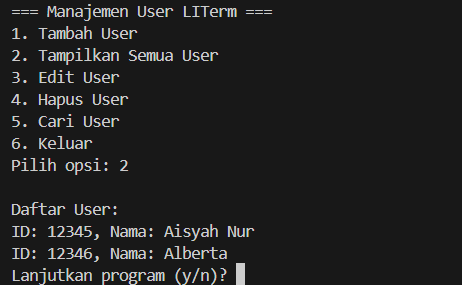 === Manajemen User LITerm ===
1. Tambah User
2. Tampilkan Semua User
3. Edit User
4. Hapus User
5. Cari User
6. Keluar
Pilih opsi: 2
Daftar User:
ID: 12345, Nama: Aisyah Nur
ID: 12346, Nama: Alberta
Lanjutkan program (y/n)?